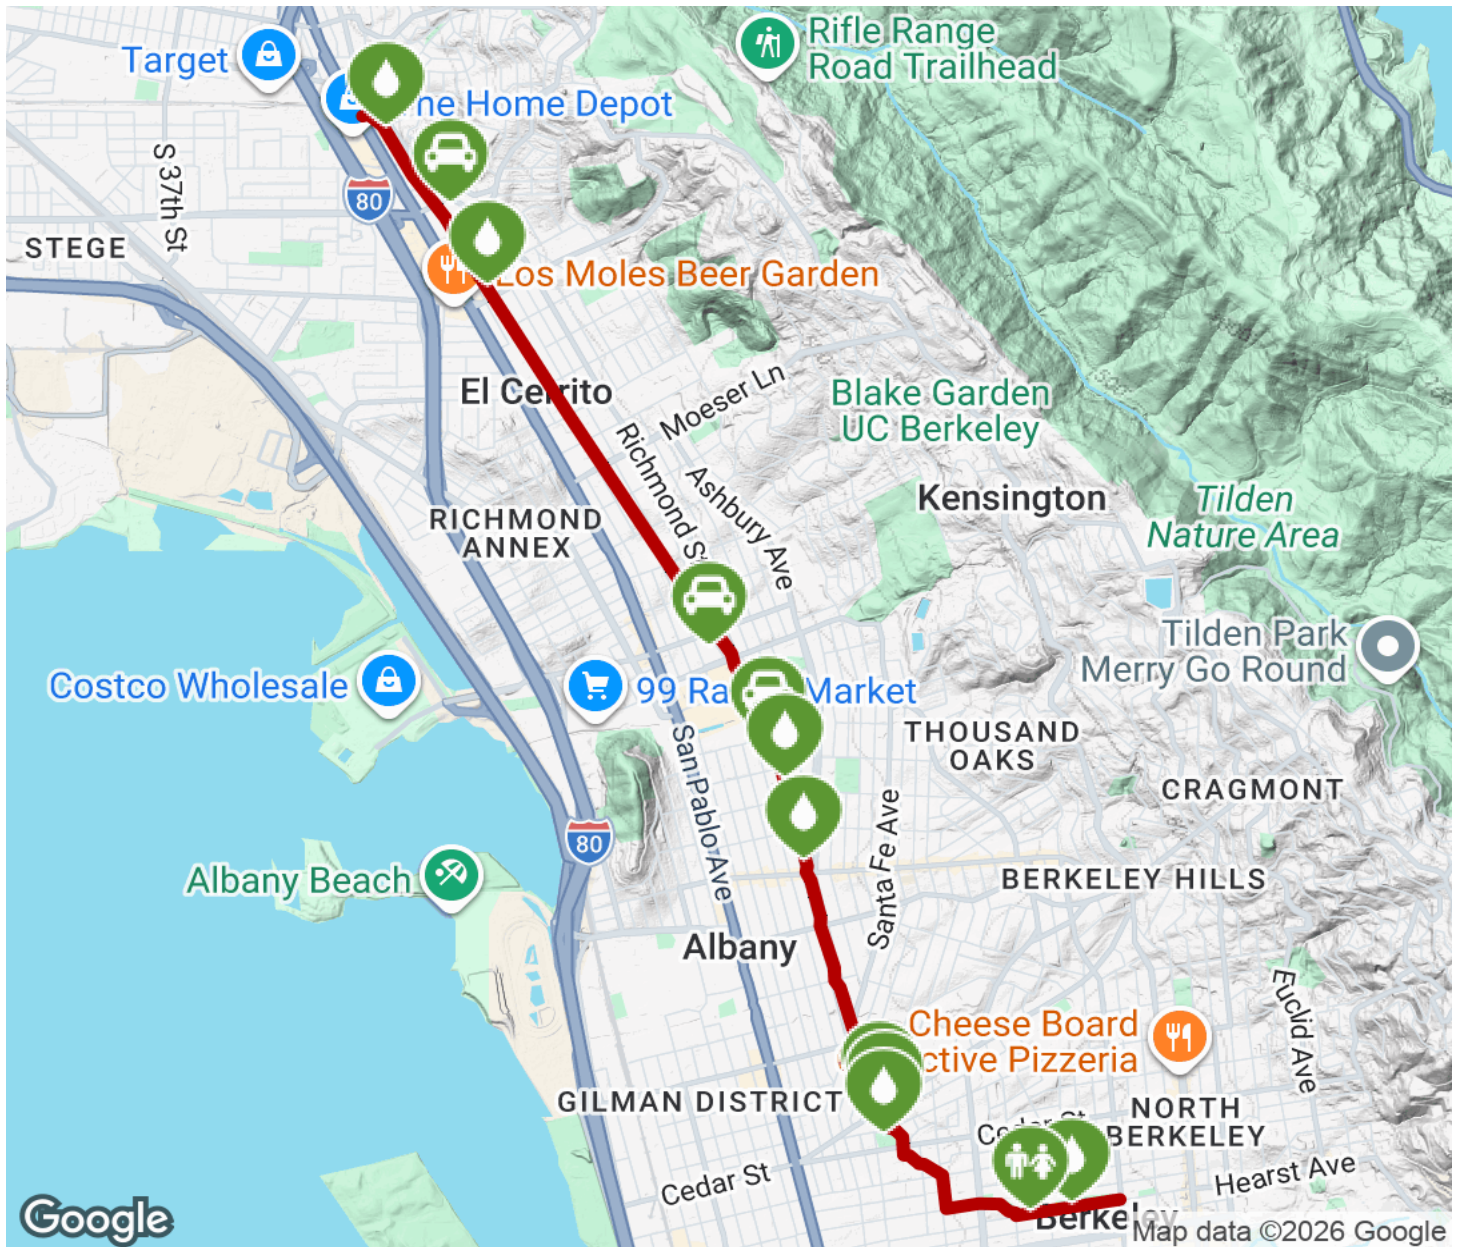 Rifle Range
Road Trailhead
Target
ne Home Depot
S 37th St
80
STEGE
Los Moles Beer Garden
El Cerrito
Moeser Ln
Blake Garden
UC Berkeley
Richmond St
Ashbury Ave
Kensington
Tilden
Nature Area
RICHMOND
ANNEX
Tilden Park
Merry Go Round
Costco Wholesale
99 Ra Market
THOUSAND
OAKS
San Pablo Ave
CRAGMONT
Santa Fe Ave
80
Albany Beach
BERKELEY HILLS
Albany
Euclid Ave
Cheese Board
ctive Pizzeria
GILMAN DISTRICT
NORTH
BERKELEY
Cedar St
Cedar St
Hearst Ave
Berkeley
Google
Map data ©2026 Google